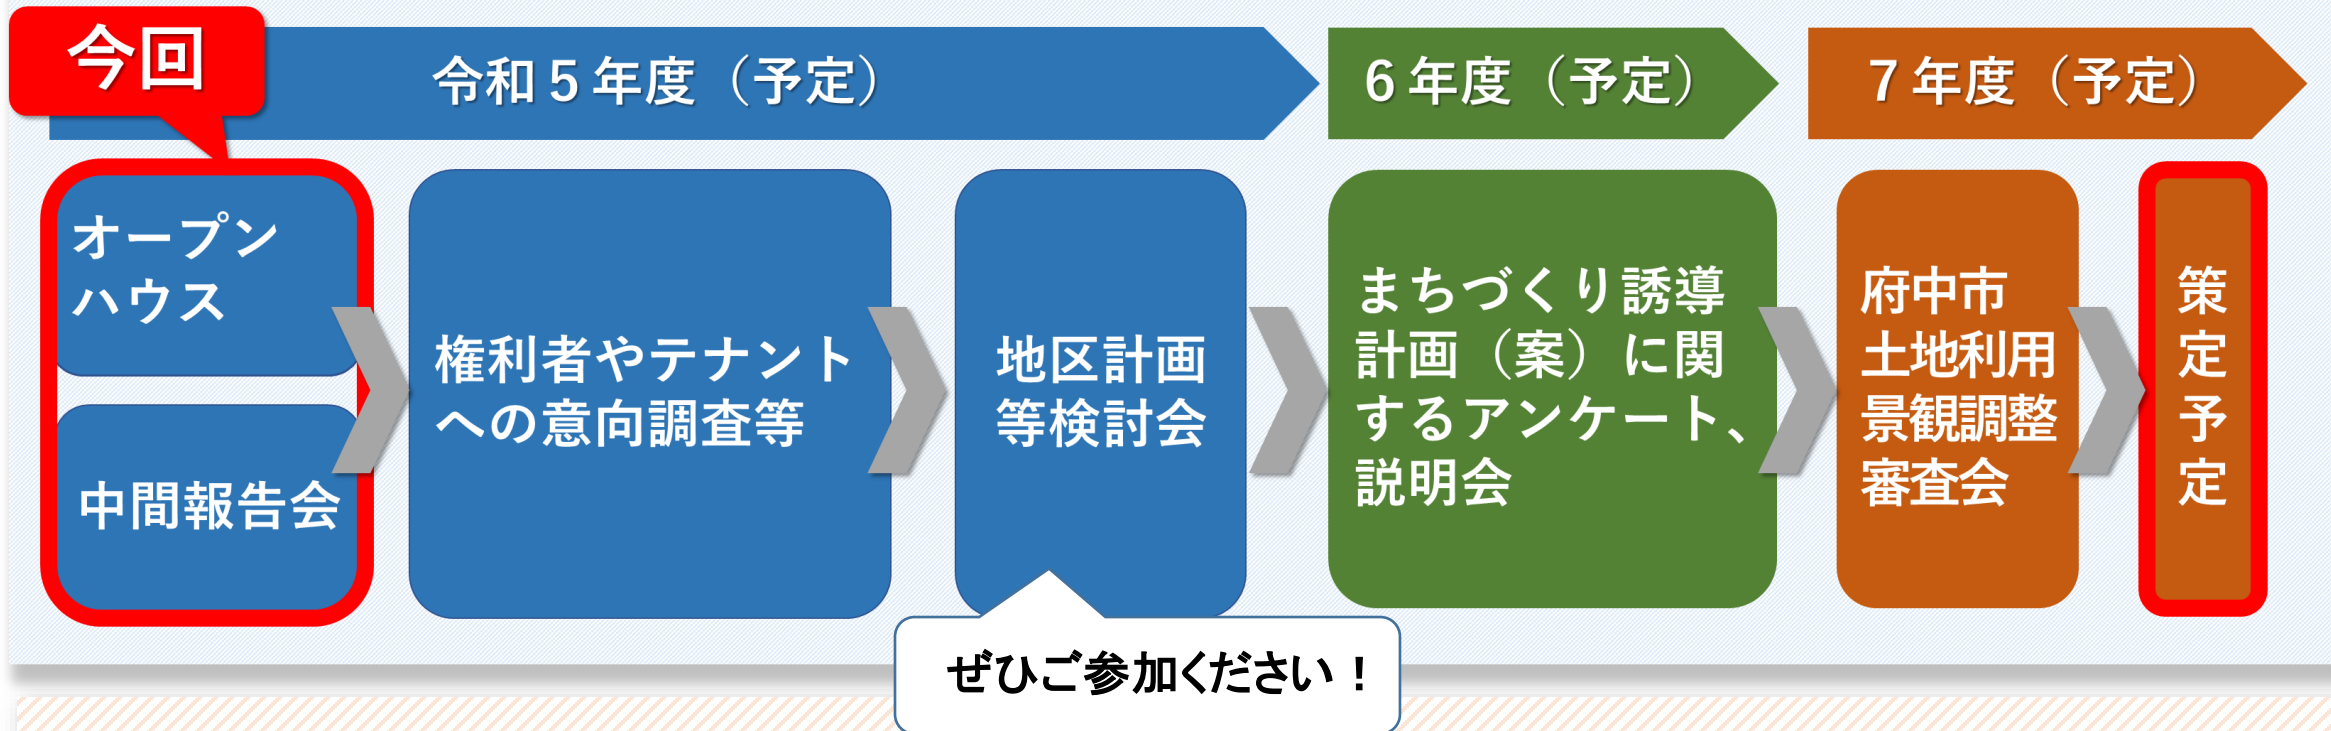 今回
令和５年度（予定）
６年度（予定）
７年度（予定）
オープン
ハウス
中間報告会
権利者やテナント
への意向調査等
地区計画
等検討会
ぜひご参加ください！
まちづくり誘導
計画（案）に関
するアンケート、
説明会
府中市
土地利用
景観調整
審査会
策定予定